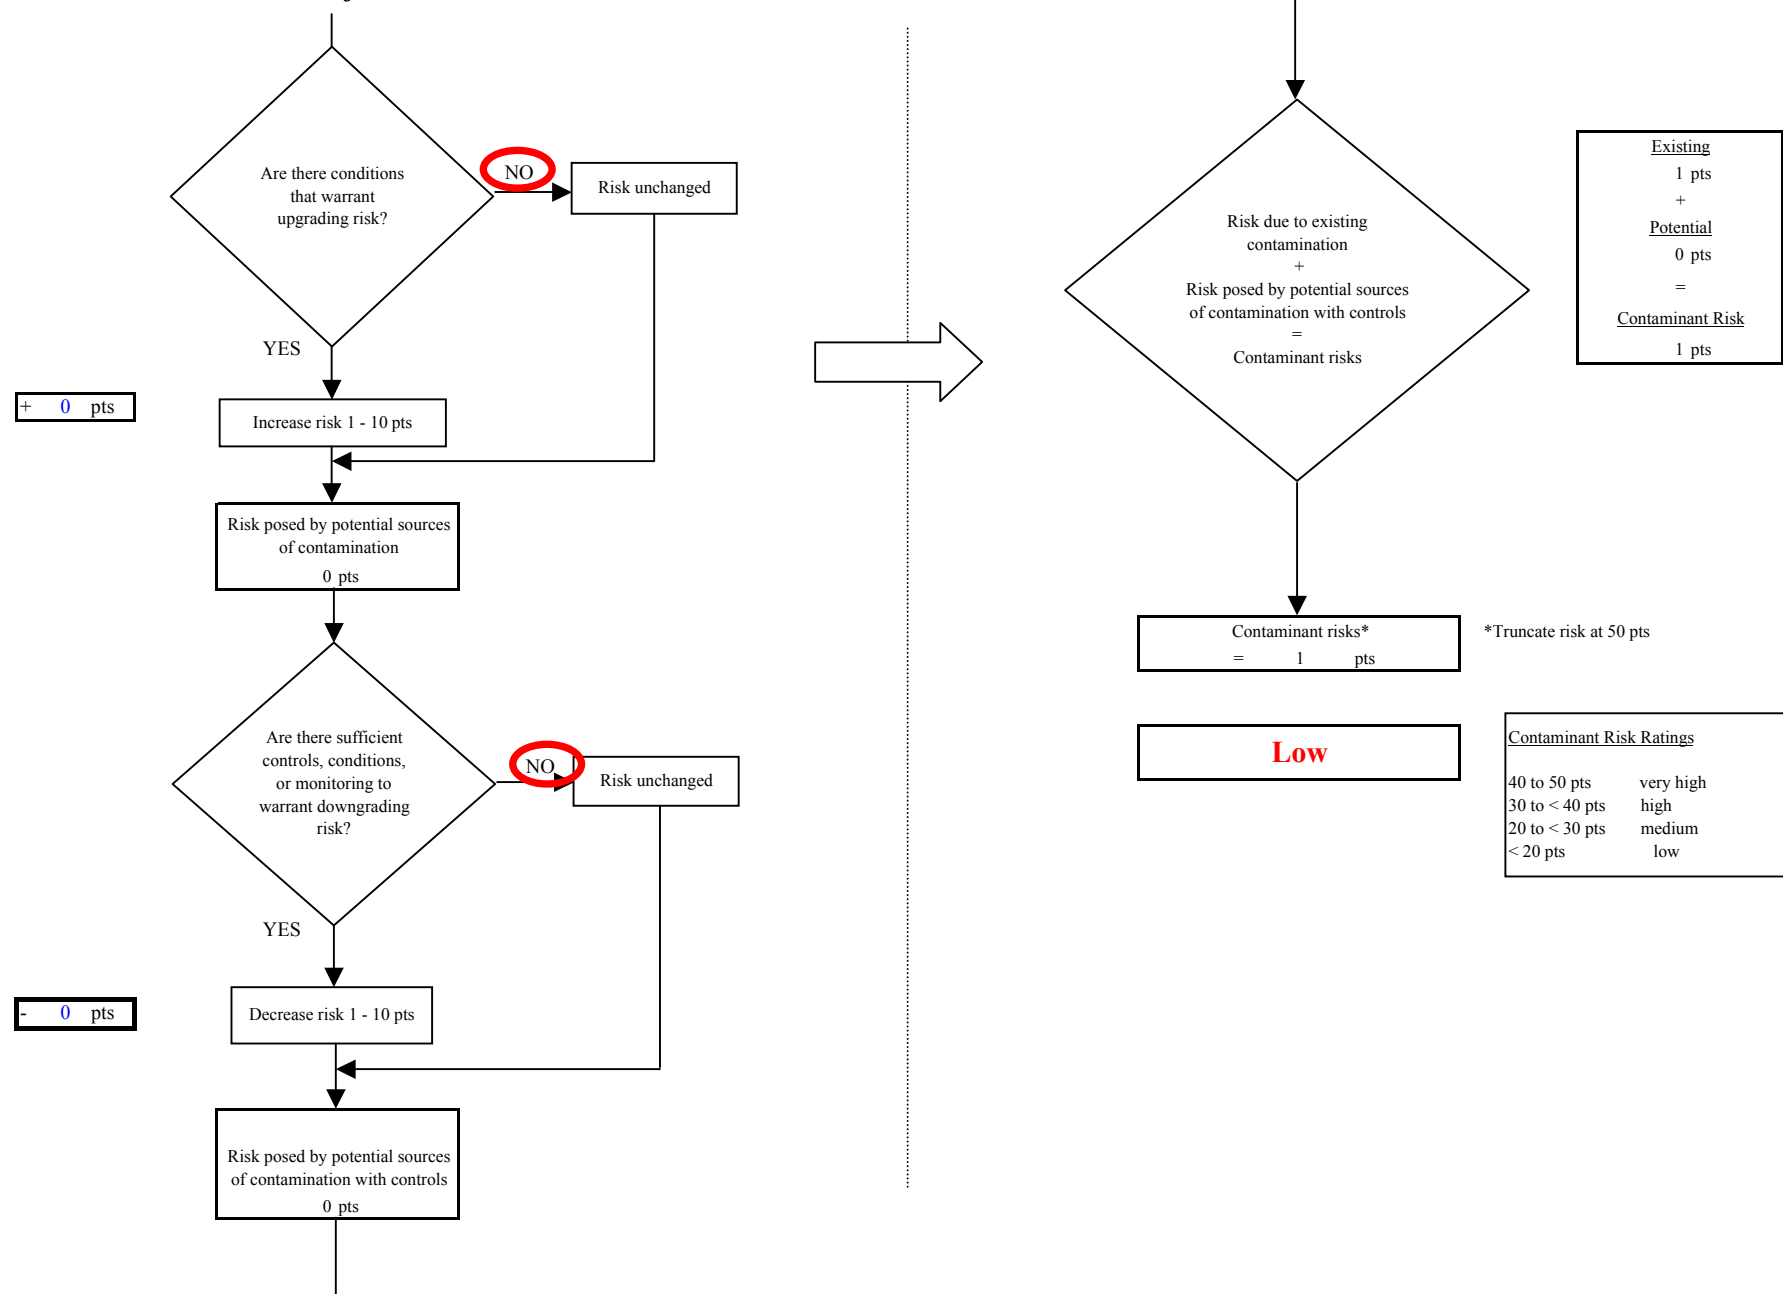 Are there conditions
that warrant
upgrading risk?
NO
Risk unchanged
YES
+ 0 pts
Increase risk 1 - 10 pts
Risk posed by potential sources
of contamination
0 pts
Are there sufficient
controls, conditions,
or monitoring to
warrant downgrading
risk?
NO
Risk unchanged
YES
- 0 pts
Decrease risk 1 - 10 pts
Risk posed by potential sources
of contamination with controls
0 pts
Risk due to existing
contamination
+
Risk posed by potential sources
of contamination with controls
=
Contaminant risks
Existing
1 pts
+
Potential
0 pts
=
Contaminant Risk
1 pts
Contaminant risks*
= 1 pts
*Truncate risk at 50 pts
Low
Contaminant Risk Ratings
40 to 50 pts very high
30 to < 40 pts high
20 to < 30 pts medium
< 20 pts low